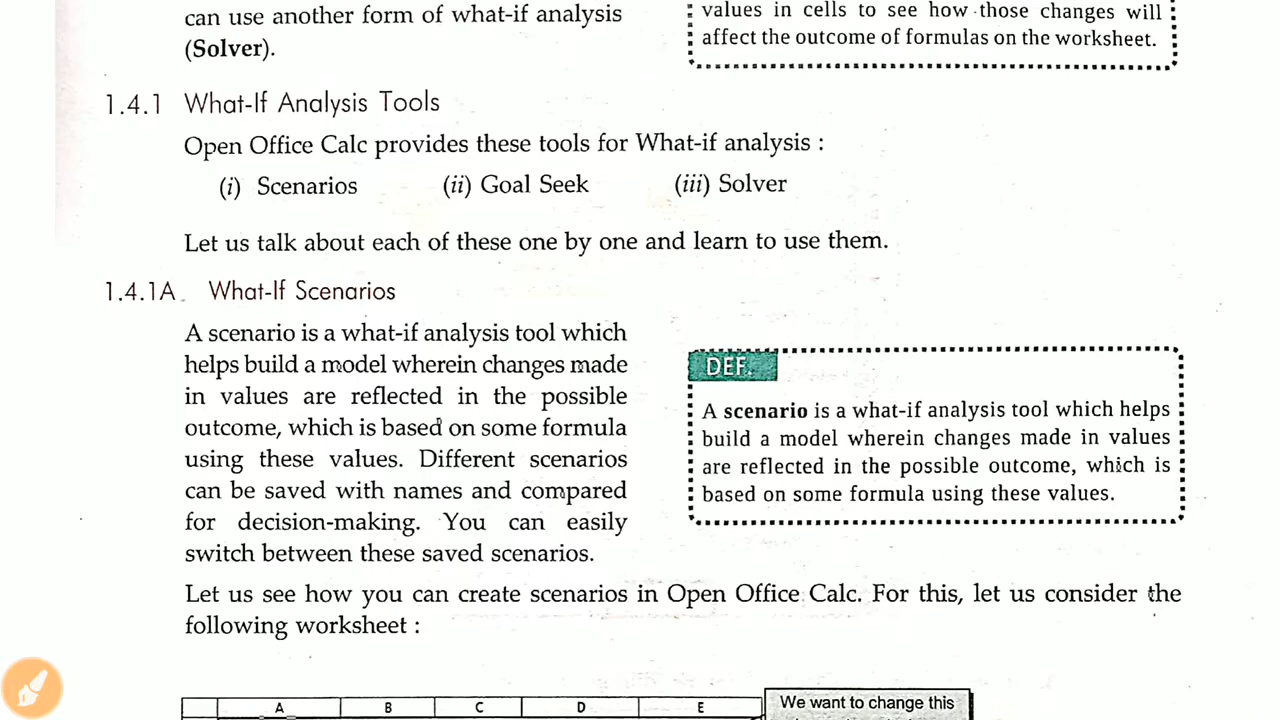 can use another form of what-if analysis
(Solver).
values in cells to see how those changes will
affect the outcome of formulas on the worksheet.
1.4.1 What-If Analysis Tools
Open Office Calc provides these tools for What-if analysis :
(i) Scenarios (ii) Goal Seek (iii) Solver
Let us talk about each of these one by one and learn to use them.
1.4.1A What-If Scenarios
A scenario is a what-if analysis tool which
helps build a model wherein changes made
in values are reflected in the possible
outcome, which is based on some formula
using these values. Different scenarios
can be saved with names and compared
for decision-making. You can easily
switch between these saved scenarios.
DEF.
A scenario is a what-if analysis tool which helps
build a model wherein changes made in values
are reflected in the possible outcome, which is
based on some formula using these values.
Let us see how you can create scenarios in Open Office Calc. For this, let us consider the
following worksheet :
A B C D E
We want to change this